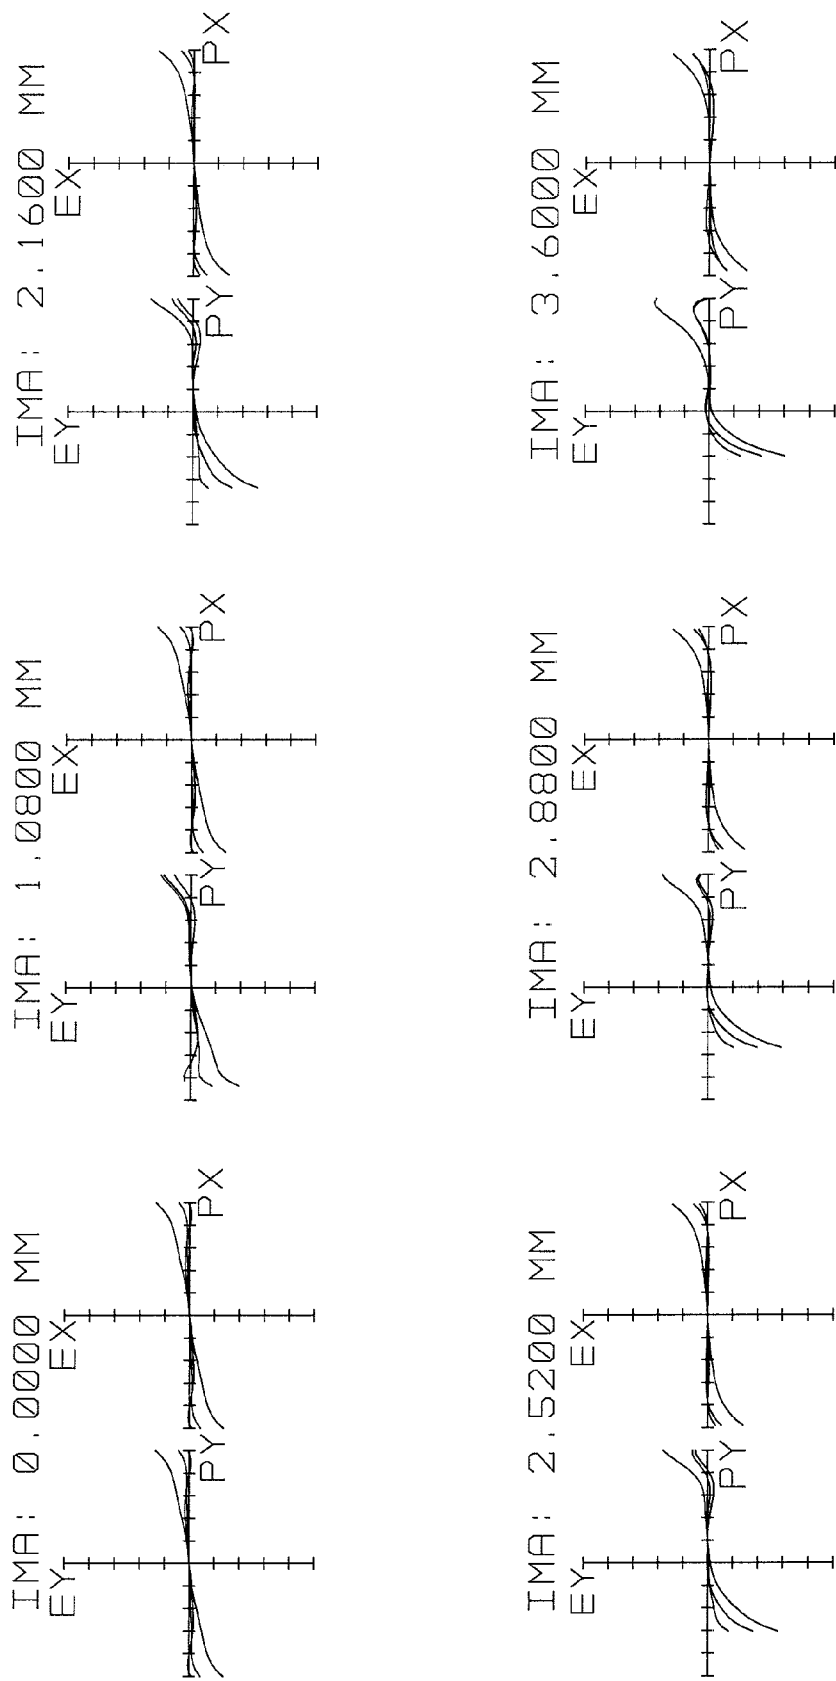 IMA: 0.0000 MM
EY
PY
EX
PX
IMA: 1.0800 MM
EY
PY
EX
PX
IMA: 2.1600 MM
EY
PY
EX
PX
IMA: 2.5200 MM
EY
PY
EX
PX
IMA: 2.8800 MM
EY
PY
EX
PX
IMA: 3.6000 MM
EY
PY
EX
PX